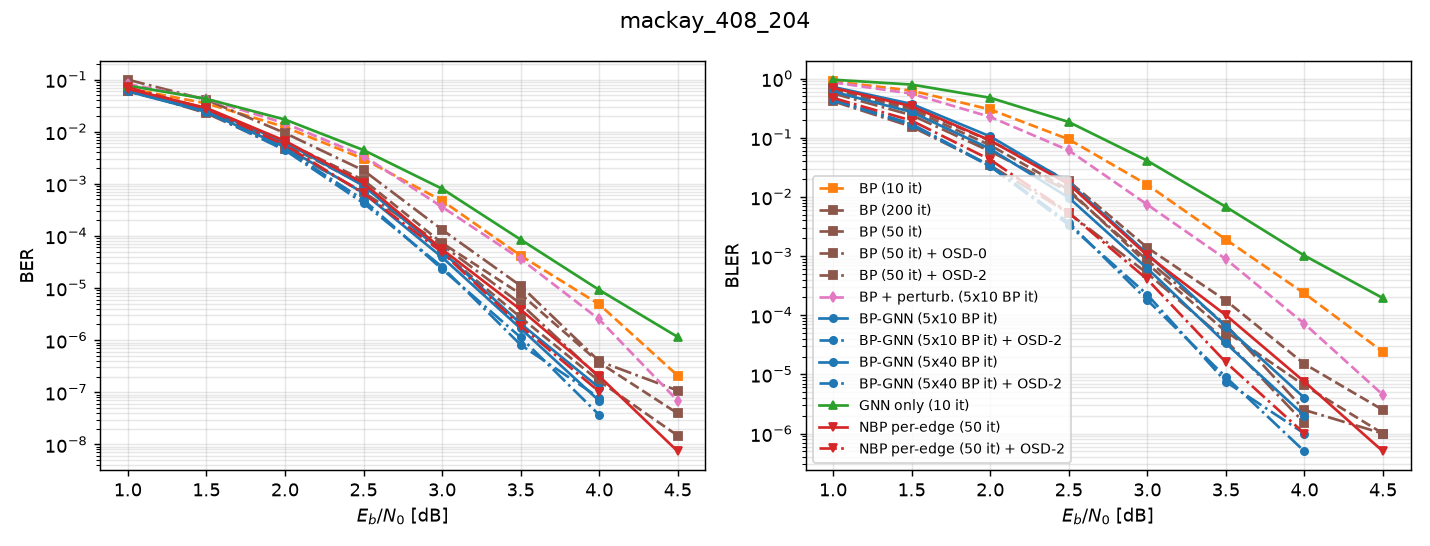 mackay_408_204
10⁻¹
10⁻²
10⁻³
10⁻⁴
10⁻⁵
10⁻⁶
10⁻⁷
10⁻⁸
BER
1.0 1.5 2.0 2.5 3.0 3.5 4.0 4.5
E_b/N_0 [dB]
10⁰
10⁻¹
10⁻²
10⁻³
10⁻⁴
10⁻⁵
10⁻⁶
BLER
BP (10 it)
BP (200 it)
BP (50 it)
BP (50 it) + OSD-0
BP (50 it) + OSD-2
BP + perturb. (5x10 BP it)
BP-GNN (5x10 BP it)
BP-GNN (5x10 BP it) + OSD-2
BP-GNN (5x40 BP it)
BP-GNN (5x40 BP it) + OSD-2
GNN only (10 it)
NBP per-edge (50 it)
NBP per-edge (50 it) + OSD-2
1.0 1.5 2.0 2.5 3.0 3.5 4.0 4.5
E_b/N_0 [dB]